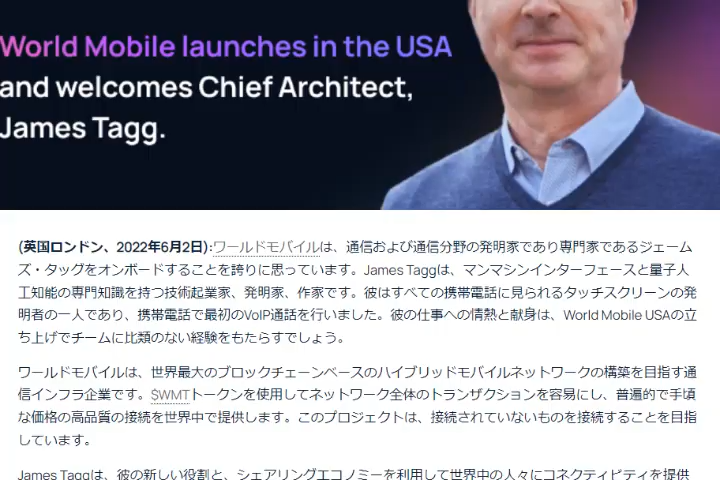 World Mobile launches in the USA
and welcomes Chief Architect,
James Tagg.
(英国ロンドン、2022年6月2日):ワールドモバイルは、通信および通信分野の発明家であり専門家であるジェーム
ズ・タッグをオンボードすることを誇りに思っています。James Taggは、マンマシンインターフェースと量子人
工知能の専門知識を持つ技術起業家、発明家、作家です。彼はすべての携帯電話に見られるタッチスクリーンの発
明者の一人であり、携帯電話で最初のVoIP通話を行いました。彼の仕事への情熱と献身は、World Mobile USAの立
ち上げでチームに比類のない経験をもたらすでしょう。
ワールドモバイルは、世界最大のブロックチェーンベースのハイブリッドモバイルネットワークの構築を目指す通
信インフラ企業です。$WMTトークンを使用してネットワーク全体のトランザクションを容易にし、普遍的で手頃
な価格の高品質の接続を世界中で提供します。このプロジェクトは、接続されていないものを接続することを目指
しています。
James Taggは、彼の新しい役割と、シェアリングエコノミーを利用して世界中の人々にコネクティビティを提供